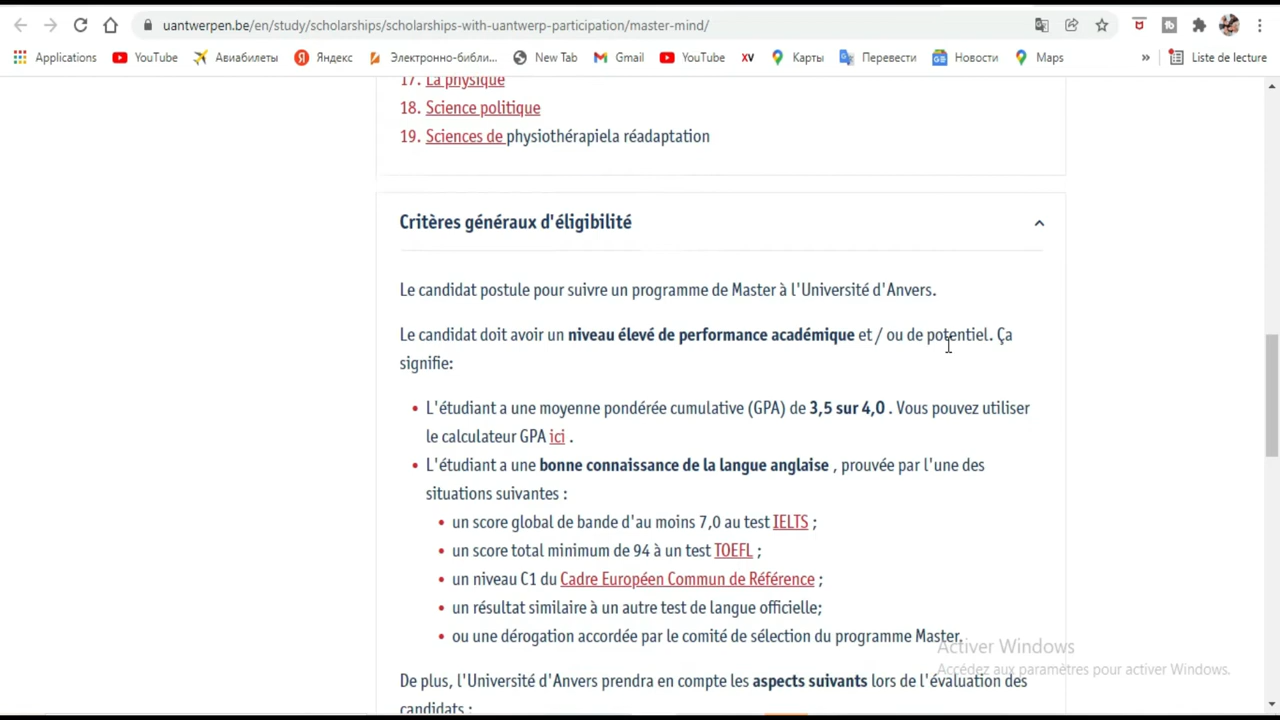 uantwerpen.be/en/study/scholarships/scholarships-with-uantwerp-participation/master-mind/
Applications YouTube Авиабилеты Яндекс Электронно-библи... New Tab Gmail YouTube XV Карты Перевести Новости Maps » Liste de lecture
17. La physique
18. Science politique
19. Sciences de physiothérapiela réadaptation
Critères généraux d'éligibilité
Le candidat postule pour suivre un programme de Master à l'Université d'Anvers.
Le candidat doit avoir un niveau élevé de performance académique et / ou de potentiel. Ça
signifie:
• L'étudiant a une moyenne pondérée cumulative (GPA) de 3,5 sur 4,0 . Vous pouvez utiliser
le calculateur GPA ici .
• L'étudiant a une bonne connaissance de la langue anglaise , prouvée par l'une des
situations suivantes :
• un score global de bande d'au moins 7,0 au test IELTS ;
• un score total minimum de 94 à un test TOEFL ;
• un niveau C1 du Cadre Européen Commun de Référence ;
• un résultat similaire à un autre test de langue officielle;
• ou une dérogation accordée par le comité de sélection du programme Master.
Activer Windows
Accédez aux paramètres pour activer Windows.
De plus, l'Université d'Anvers prendra en compte les aspects suivants lors de l'évaluation des
candidats :